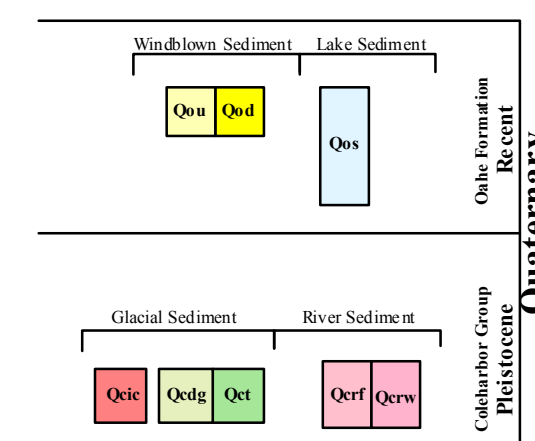 Windblown Sediment Lake Sediment
Qou Qod
Qos
Oahe Formation
Recent
Quaternary
Glacial Sediment River Sediment
Qcic Qcdg Qct Qcrf Qcrw
Coleharbor Group
Pleistocene